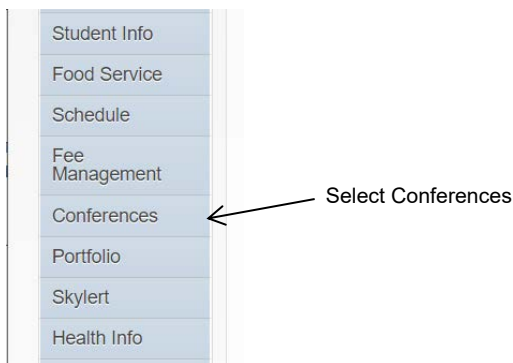 Student Info
Food Service
Schedule
Fee
Management
Conferences
Select Conferences
Portfolio
Skylert
Health Info